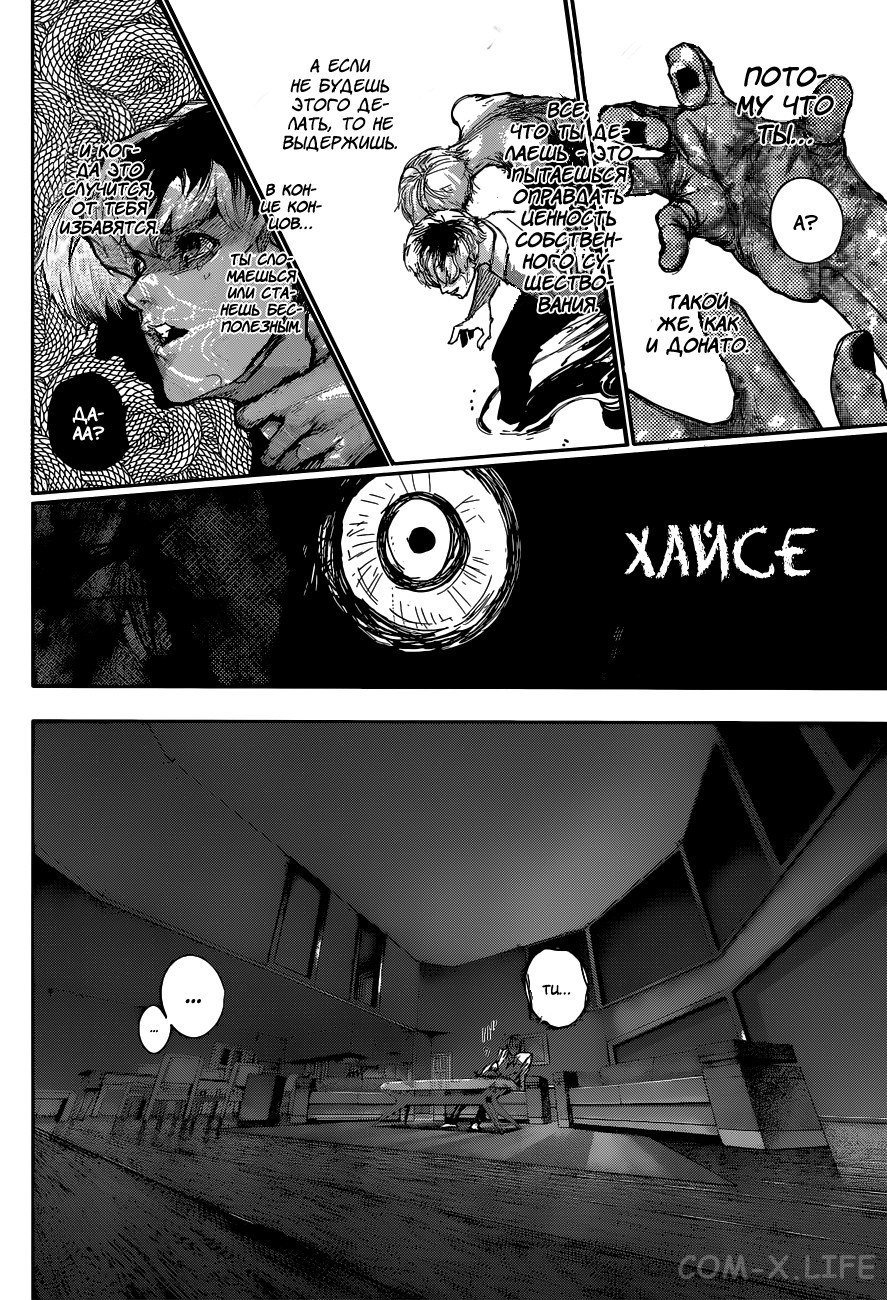 ПОТО-
МУ ЧТО
ТЫ...
А?
ТАКОЙ
ЖЕ, КАК
И ДОНАТО.
ВСЕ,
ЧТО ТЫ ДЕ-
ЛАЕШЬ - ЭТО
ПЫТАЕШЬСЯ
ОПРАВДАТЬ
ЦЕННОСТЬ
СОБСТВЕН-
НОГО СУ-
ЩЕСТВО-
ВАНИЯ.
А ЕСЛИ
НЕ БУДЕШЬ
ЭТОГО ДЕ-
ЛАТЬ, ТО НЕ
ВЫДЕРЖИШЬ.
В КОН-
ЦЕ КОН-
ЦОВ...
ТЫ СЛО-
МАЕШЬСЯ
ИЛИ СТА-
НЕШЬ БЕС-
ПОЛЕЗНЫМ.
И КОГ-
ДА ЭТО
СЛУЧИТСЯ,
ОТ ТЕБЯ
ИЗБАВЯТСЯ.
ДА-
АА?
ХАЙСЕ
ТИ...
...
...
COM-X.LIFE